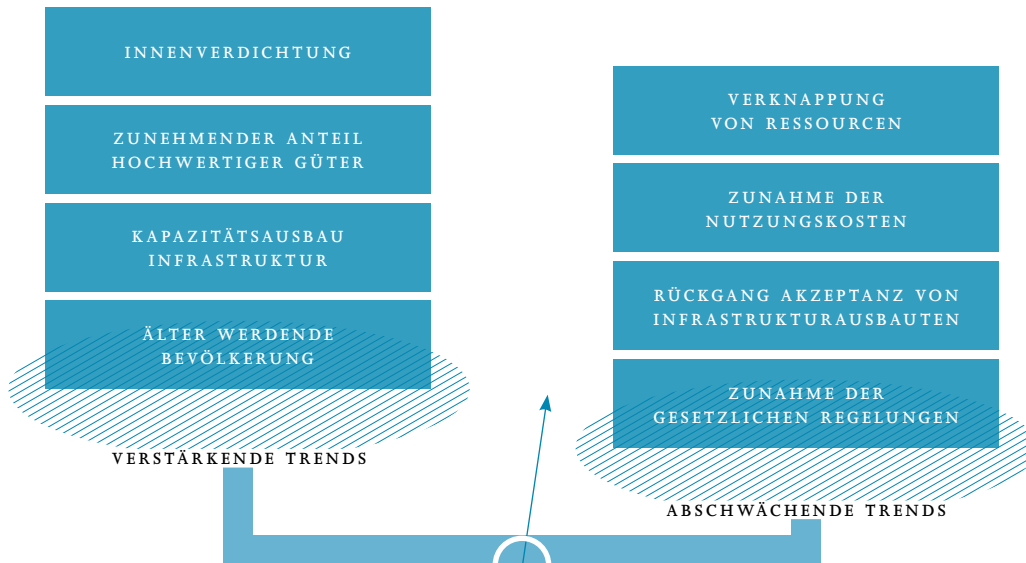 INNENVERDICHTUNG
ZUNEHMENDER ANTEIL
HOCHWERTIGER GÜTER
KAPAZITÄTSAUSBAU
INFRASTRUKTUR
ÄLTER WERDENDE
BEVÖLKERUNG
VERSTÄRKENDE TRENDS
VERKNAPPUNG
VON RESSOURCEN
ZUNAHME DER
NUTZUNGSKOSTEN
RÜCKGANG AKZEPTANZ VON
INFRASTRUKTURAUSBAUTEN
ZUNAHME DER
GESETZLICHEN REGELUNGEN
ABSCHWÄCHENDE TRENDS